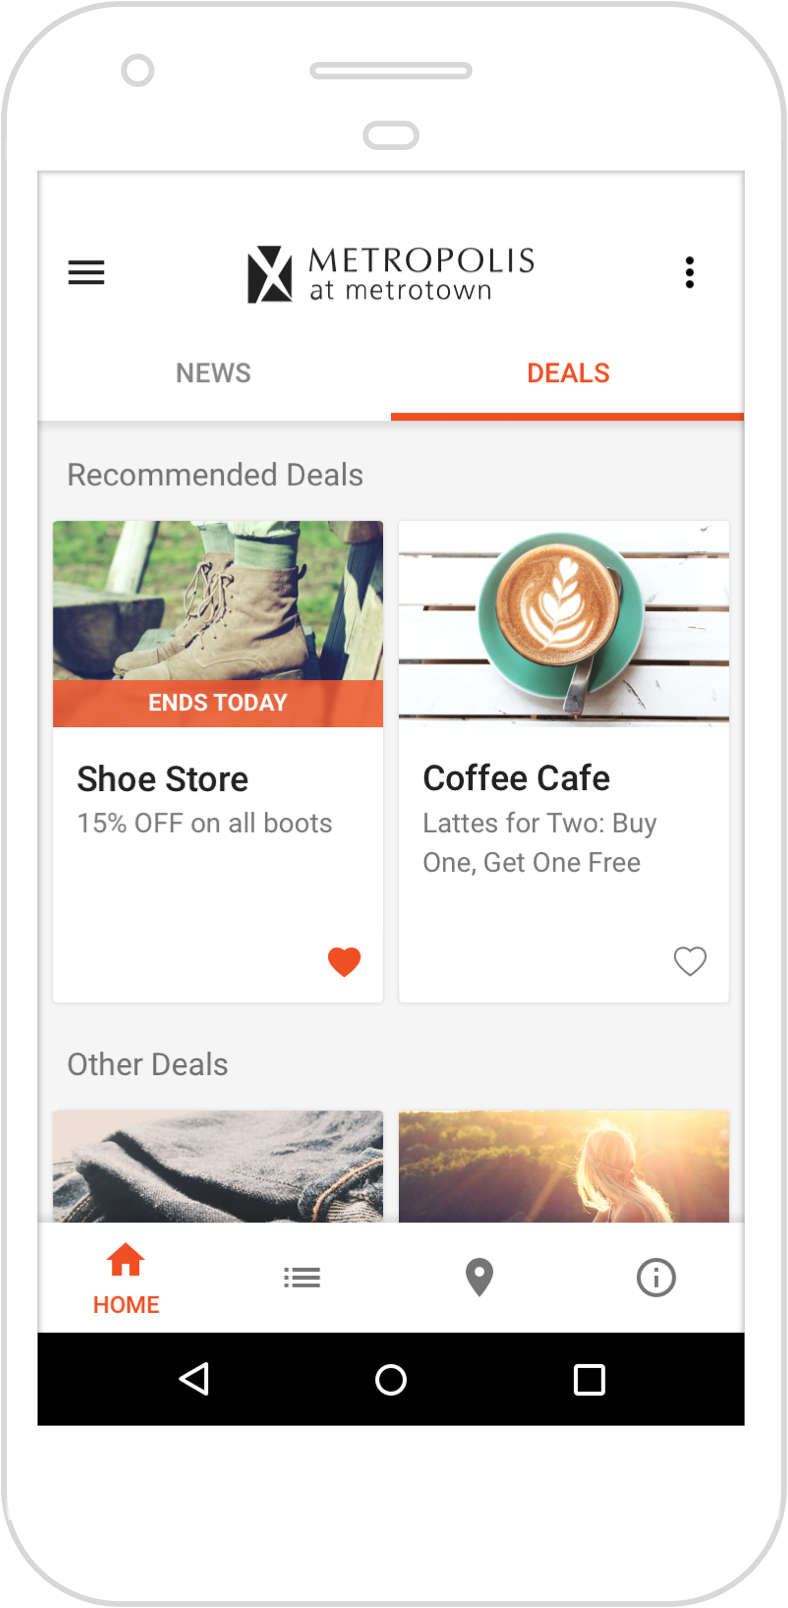 METROPOLIS
at metrotown
NEWS
DEALS
Recommended Deals
ENDS TODAY
Shoe Store
15% OFF on all boots
Coffee Cafe
Lattes for Two: Buy
One, Get One Free
Other Deals
HOME